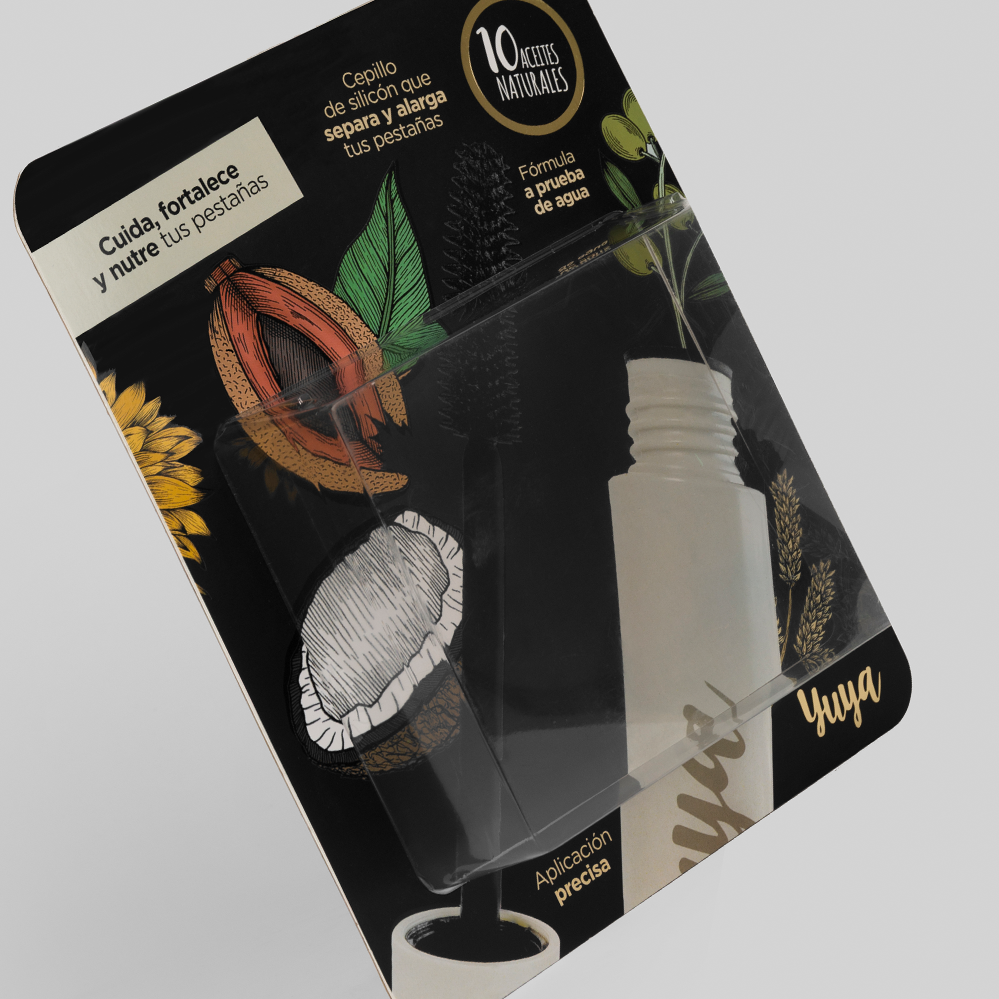 10 ACEITES
NATURALES
Cepillo
de silicón que
separa y alarga
tus pestañas
Fórmula
a prueba
de agua
Cuida, fortalece
y nutre tus pestañas
Yuya
yuya
Aplicación
precisa